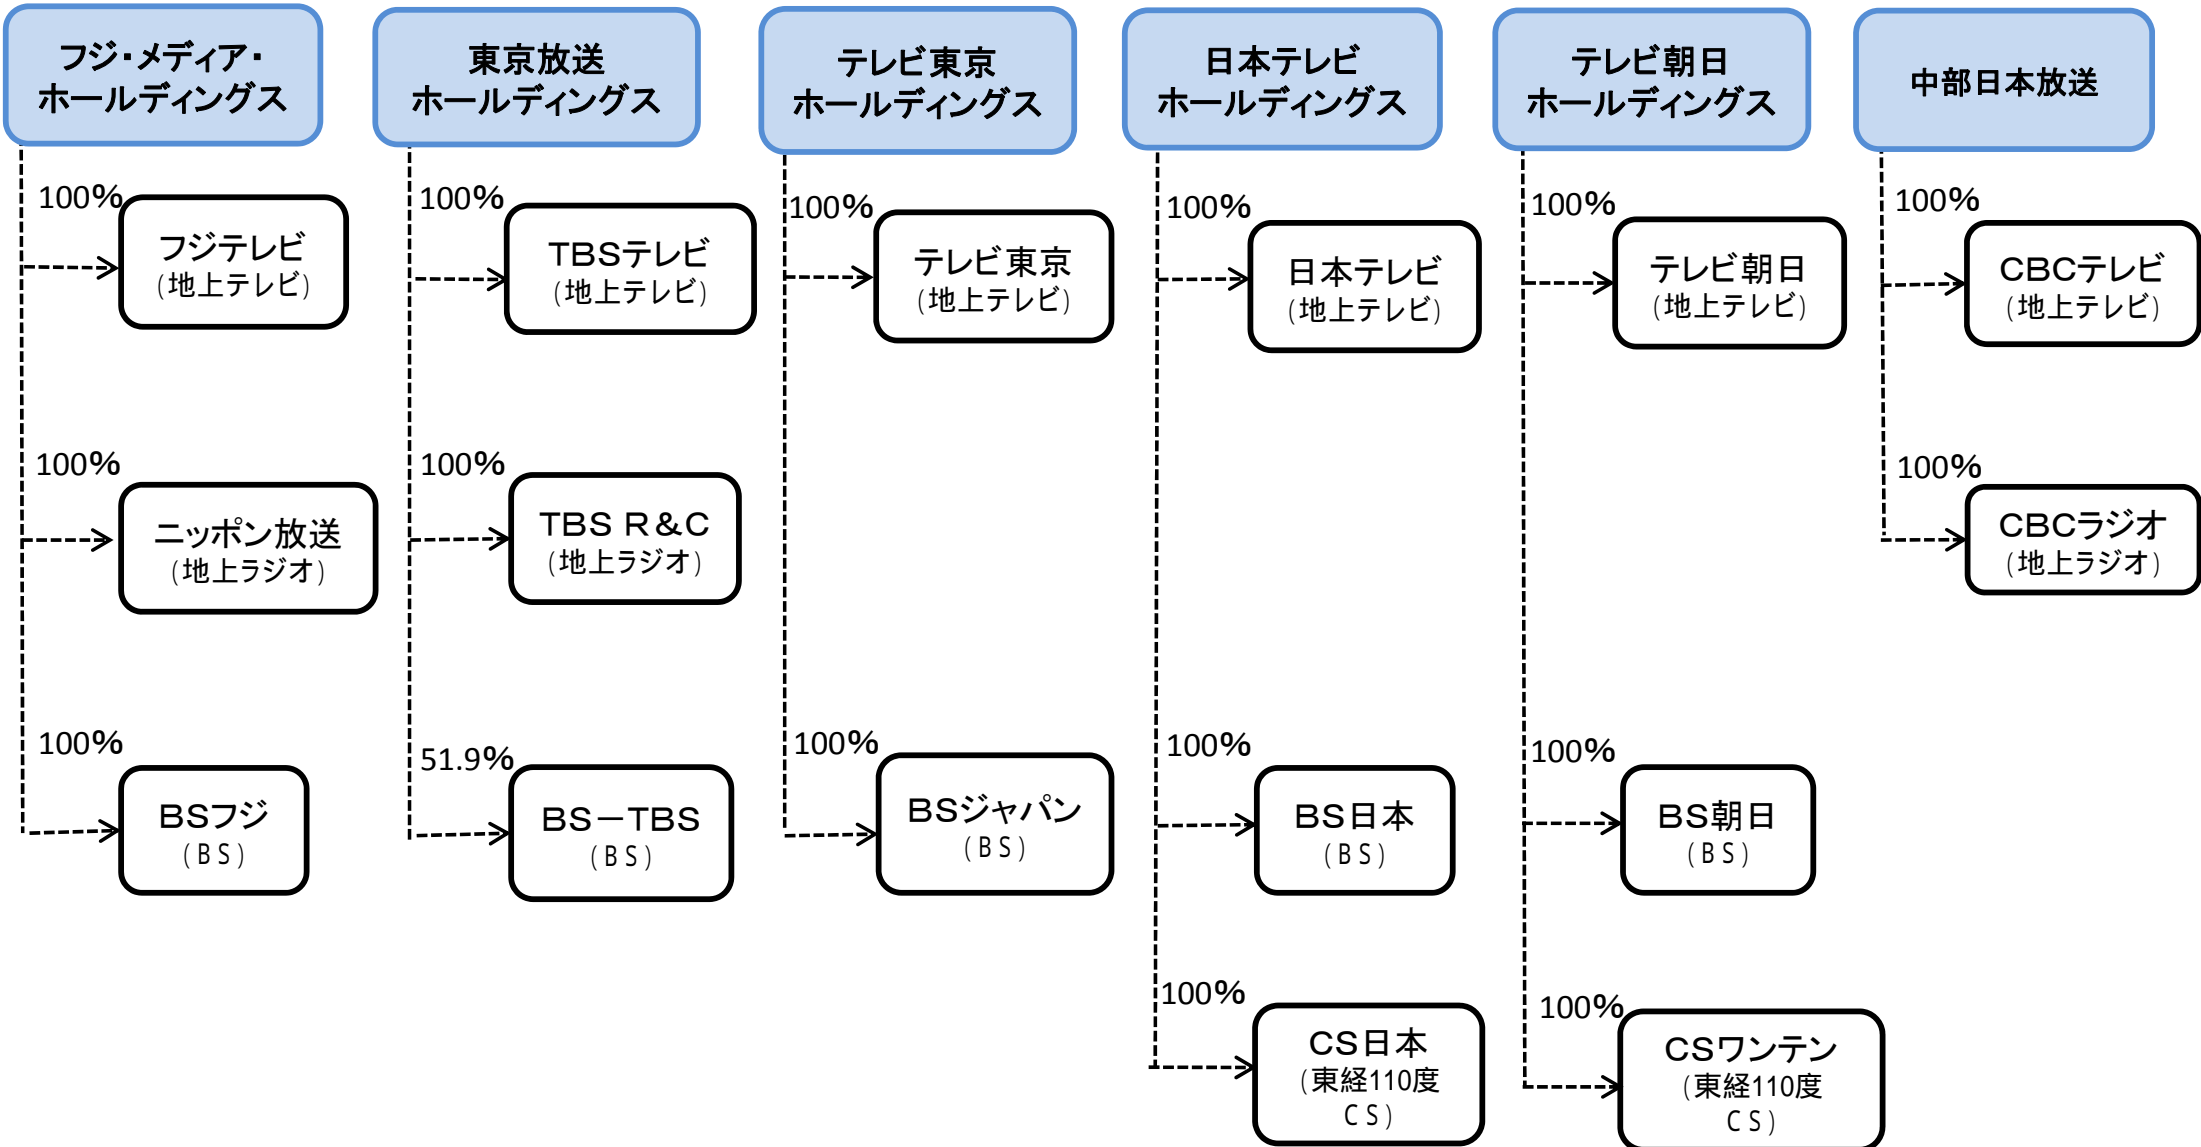 フジ・メディア・
ホールディングス
東京放送
ホールディングス
テレビ東京
ホールディングス
日本テレビ
ホールディングス
テレビ朝日
ホールディングス
中部日本放送
100%
フジテレビ
(地上テレビ)
100%
TBSテレビ
(地上テレビ)
100%
テレビ東京
(地上テレビ)
100%
日本テレビ
(地上テレビ)
100%
テレビ朝日
(地上テレビ)
100%
CBCテレビ
(地上テレビ)
100%
ニッポン放送
(地上ラジオ)
100%
TBS R&C
(地上ラジオ)
100%
CBCラジオ
(地上ラジオ)
100%
BSフジ
(BS)
51.9%
BS－TBS
(BS)
100%
BSジャパン
(BS)
100%
BS日本
(BS)
100%
BS朝日
(BS)
100%
CS日本
(東経110度
CS)
100%
CSワンテン
(東経110度
CS)